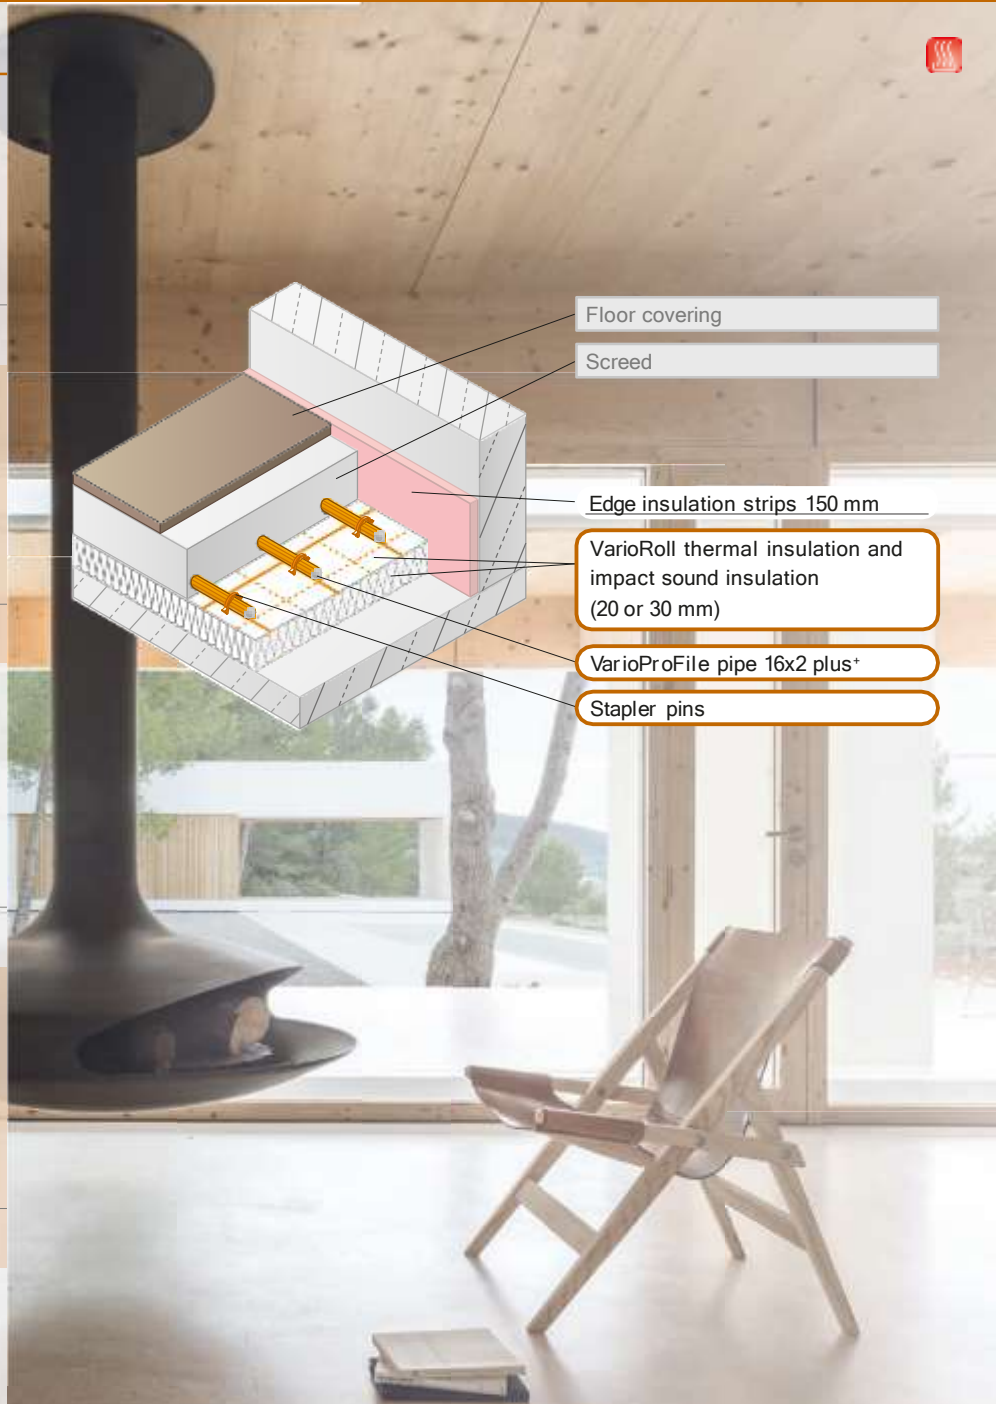 Floor covering
Screed
Edge insulation strips 150 mm
VarioRoll thermal insulation and
impact sound insulation
(20 or 30 mm)
VarioProFile pipe 16x2 plus⁺
Stapler pins